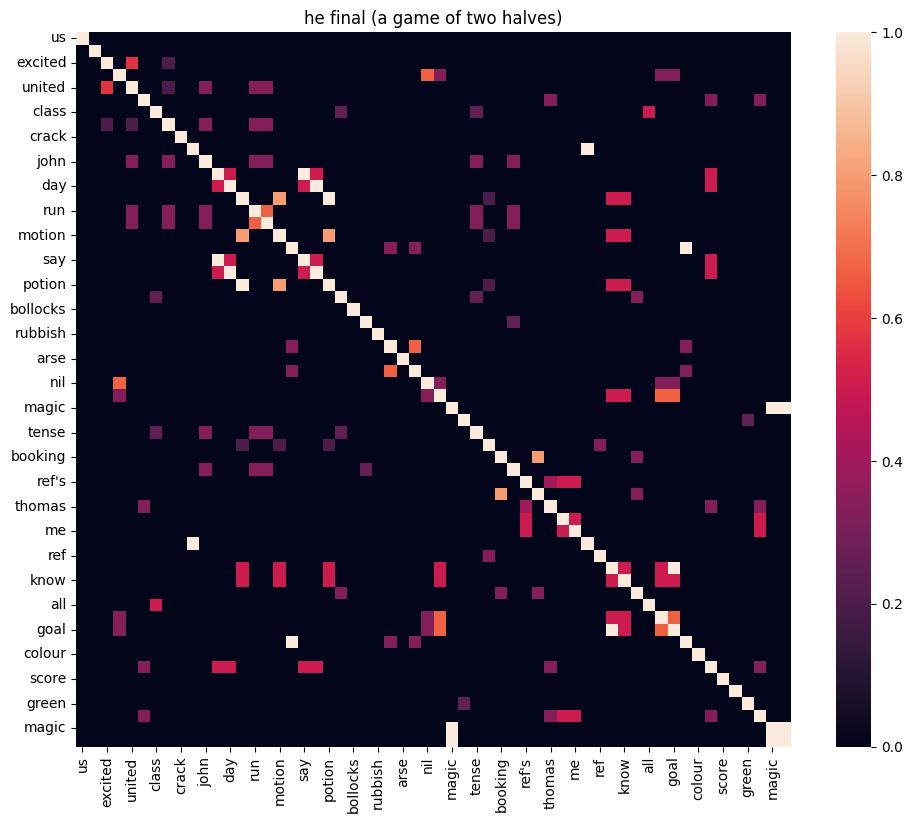 he final (a game of two halves)
us
excited
united
class
crack
john
day
run
motion
say
potion
bollocks
rubbish
arse
nil
magic
tense
booking
ref's
thomas
me
ref
know
all
goal
colour
score
green
magic
1.0
0.8
0.6
0.4
0.2
0.0
us
excited
united
class
crack
john
day
run
motion
say
potion
bollocks
rubbish
arse
nil
magic
tense
booking
ref's
thomas
me
ref
know
all
goal
colour
score
green
magic